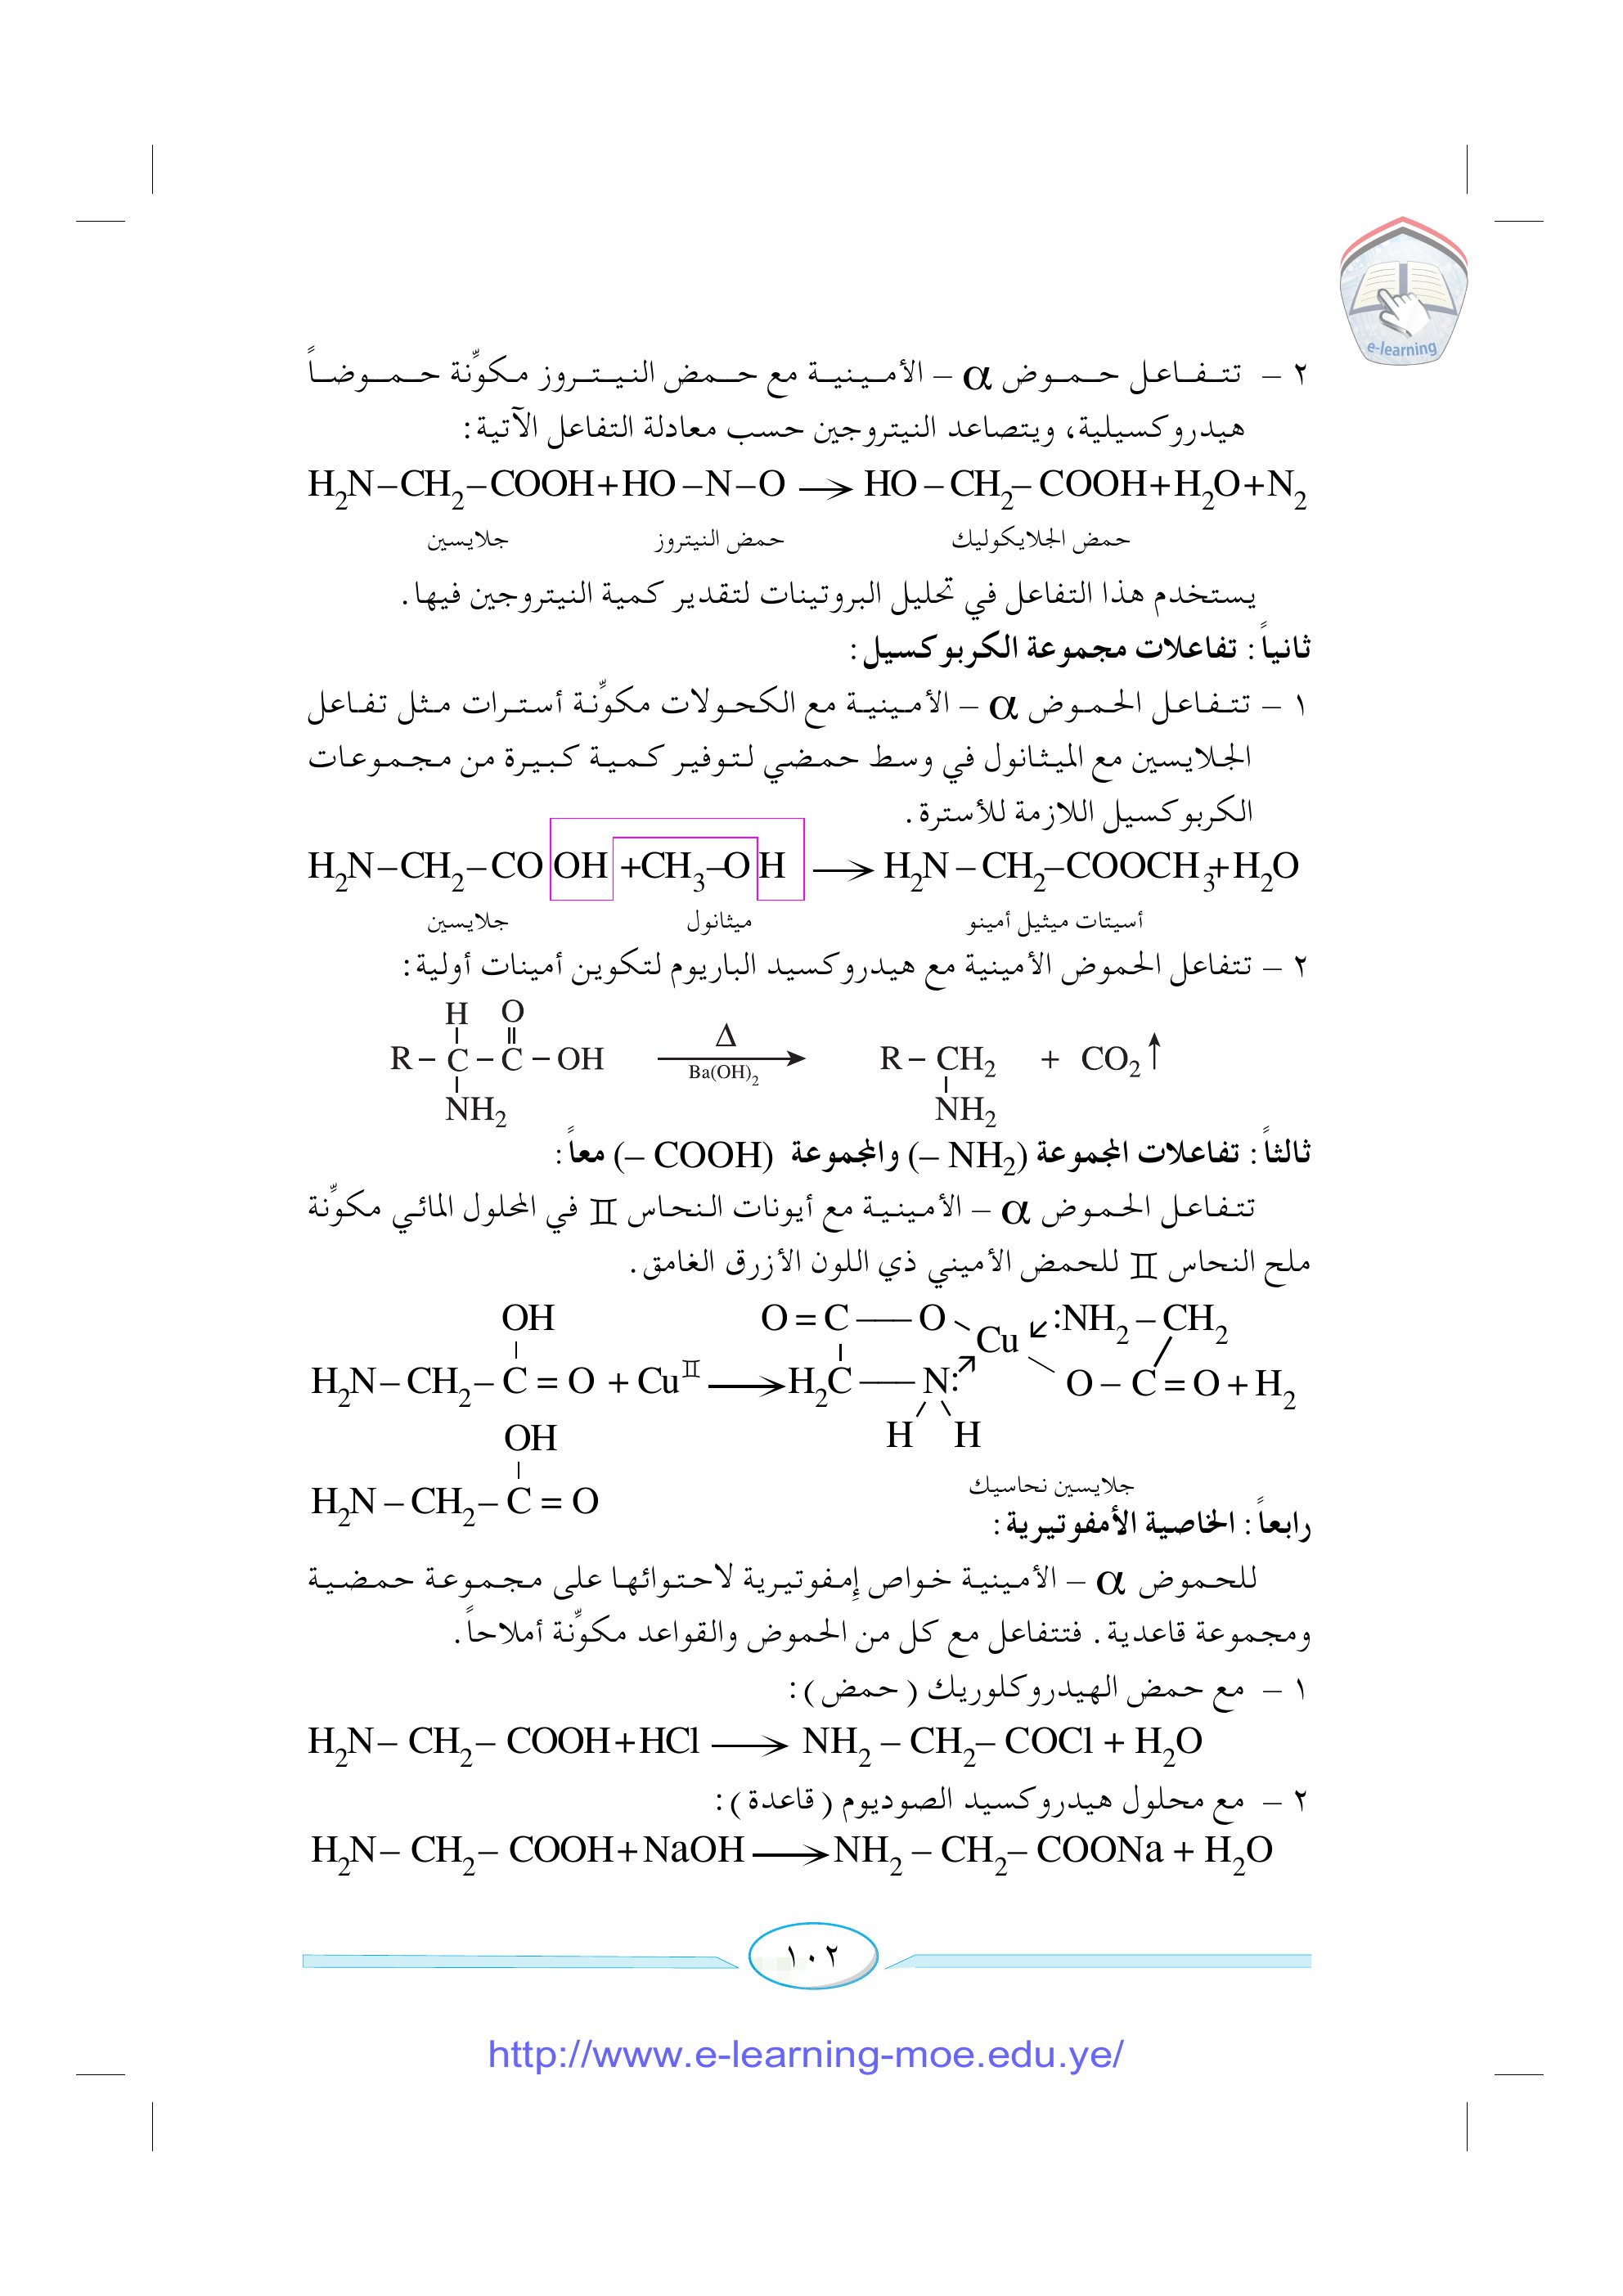 e-learning
٢ – تتفاعل حموض α – الأمينية مع حمض النيتروز مكوِّنة حموضاً
هيدروكسيلية، ويتصاعد النيتروجين حسب معادلة التفاعل الآتية:
H₂N–CH₂–COOH+HO–N–O ⟶ HO–CH₂–COOH+H₂O+N₂
جلايسين حمض النيتروز حمض الجلايكوليك
يستخدم هذا التفاعل في تحليل البروتينات لتقدير كمية النيتروجين فيها.
ثانياً: تفاعلات مجموعة الكربوكسيل:
١ – تتفاعل الحموض α – الأمينية مع الكحولات مكوِّنة أسترات مثل تفاعل
الجلايسين مع الميثانول في وسط حمضي لتوفير كمية كبيرة من مجموعات
الكربوكسيل اللازمة للأسترة.
H₂N–CH₂–CO OH +CH₃–O H ⟶ H₂N–CH₂–COOCH₃+H₂O
جلايسين ميثانول أسيتات ميثيل أمينو
٢ – تتفاعل الحموض الأمينية مع هيدروكسيد الباريوم لتكوين أمينات أولية:
H O
R – C – C – OH Δ Ba(OH)₂ R – CH₂ + CO₂↑
NH₂ NH₂
ثالثاً: تفاعلات المجموعة (– NH₂) والمجموعة (– COOH) معاً:
تتفاعل الحموض α – الأمينية مع أيونات النحاس II في المحلول المائي مكوِّنة
ملح النحاس II للحمض الأميني ذي اللون الأزرق الغامق.
OH O = C — O Cu :NH₂ – CH₂
H₂N–CH₂–C = O + Cuᴵᴵ ⟶ H₂C — N: O – C = O + H₂
OH H H
H₂N–CH₂–C = O
جلايسين نحاسيك
رابعاً: الخاصية الأمفوتيرية:
للحموض α – الأمينية خواص إمفوتيرية لاحتوائها على مجموعة حمضية
ومجموعة قاعدية. فتتفاعل مع كل من الحموض والقواعد مكوِّنة أملاحاً.
١ – مع حمض الهيدروكلوريك (حمض):
H₂N–CH₂–COOH+HCl ⟶ NH₂–CH₂–COCl + H₂O
٢ – مع محلول هيدروكسيد الصوديوم (قاعدة):
H₂N–CH₂–COOH+NaOH ⟶ NH₂–CH₂–COONa + H₂O
١٠٢
http://www.e-learning-moe.edu.ye/